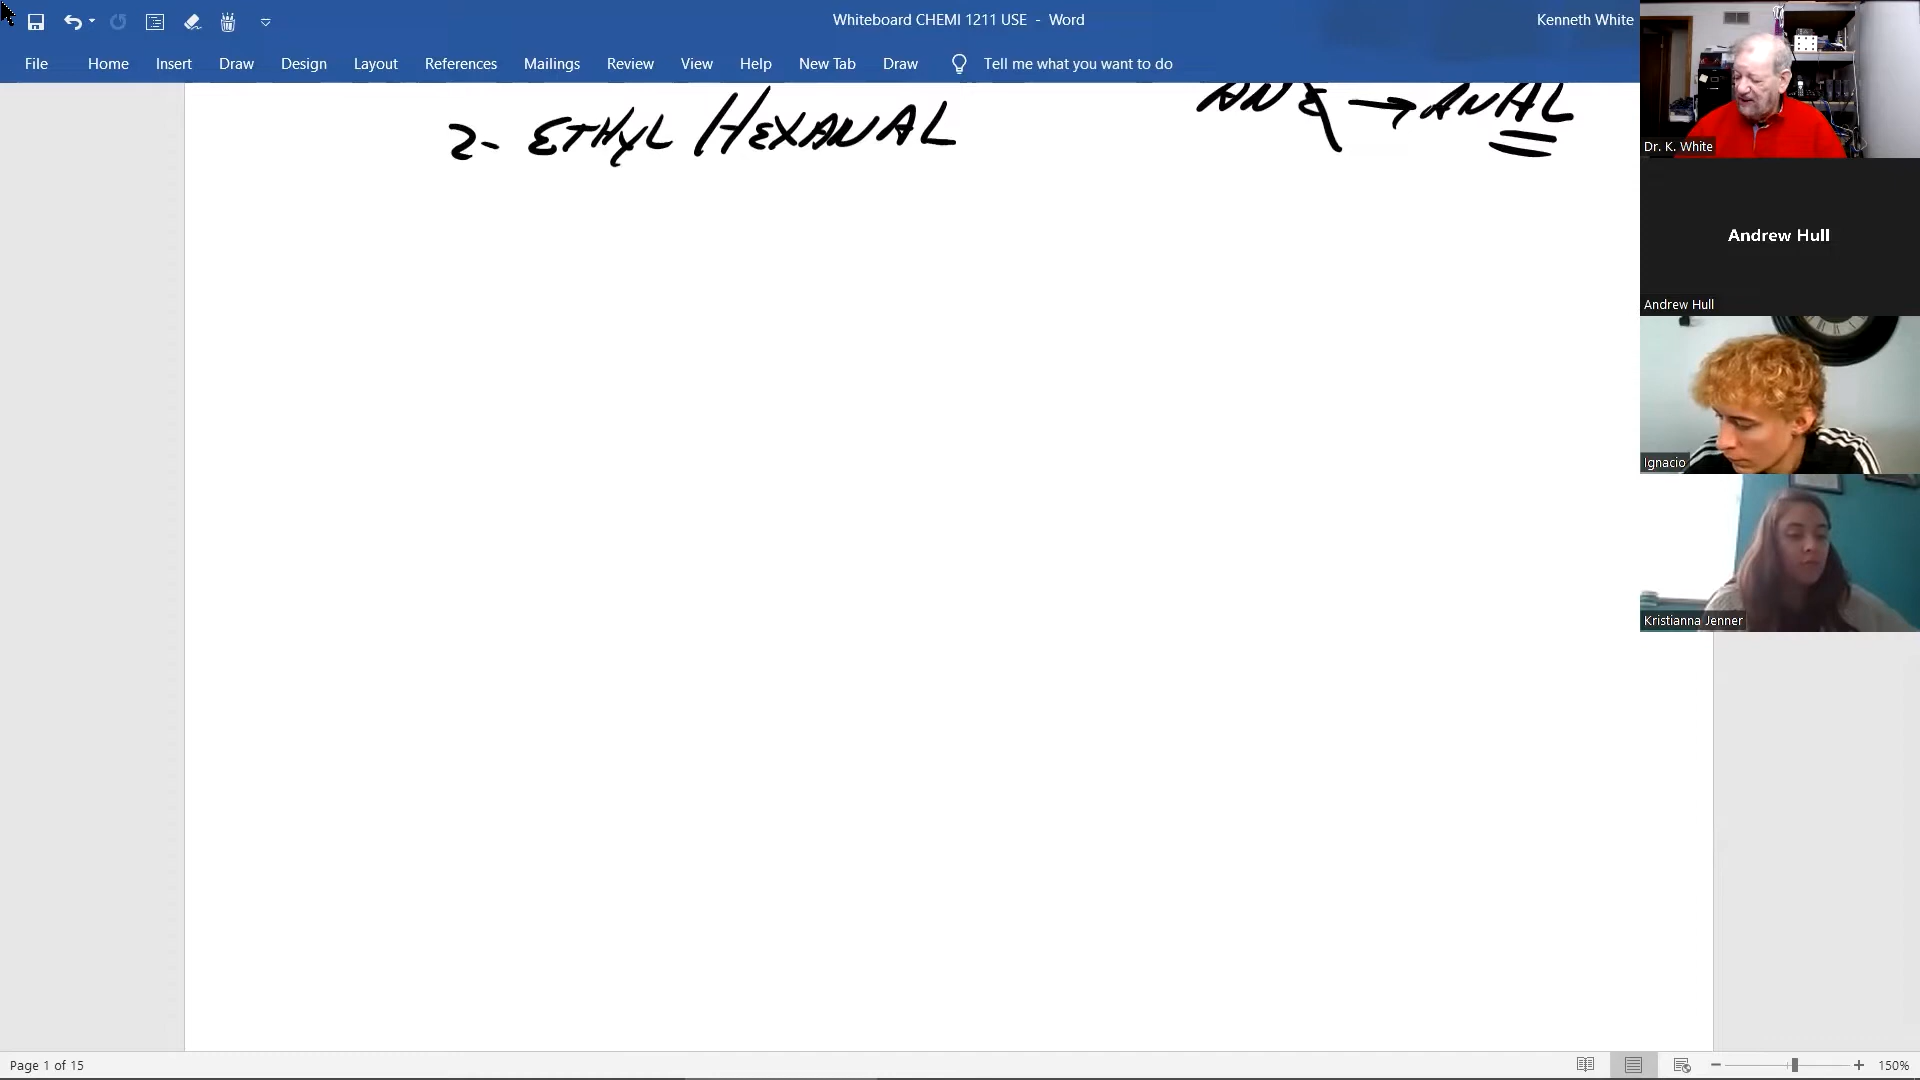 Whiteboard CHEMI 1211 USE - Word
Kenneth White
File Home Insert Draw Design Layout References Mailings Review View Help New Tab Draw Tell me what you want to do
ANE → ANAL
2- ETHYL HEXANAL
Dr. K. White
Andrew Hull
Andrew Hull
Ignacio
Kristianna Jenner
Page 1 of 15
150%